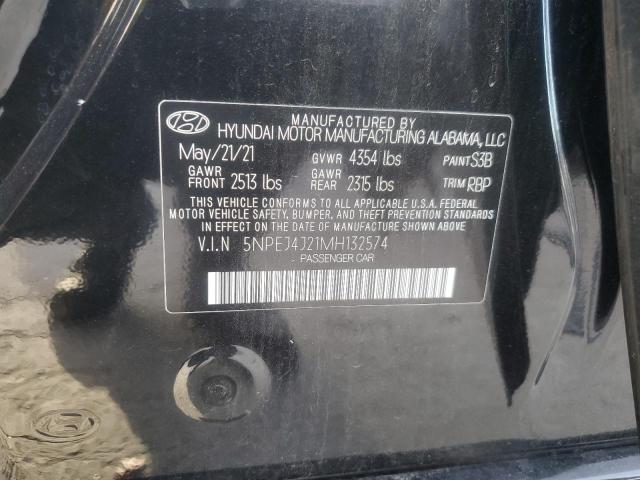 MANUFACTURED BY
HYUNDAI MOTOR MANUFACTURING ALABAMA, LLC
May/21/21 GVWR 4354 lbs PAINT S3B
GAWR FRONT 2513 lbs GAWR REAR 2315 lbs TRIM RBP
THIS VEHICLE CONFORMS TO ALL U.S.A. FEDERAL
MOTOR VEHICLE SAFETY, BUMPER, AND THEFT PREVENTION STANDARDS
IN EFFECT ON THE DATE OF MANUFACTURE SHOWN ABOVE.
V.I.N 5NPEJ4J21MH132574
PASSENGER CAR